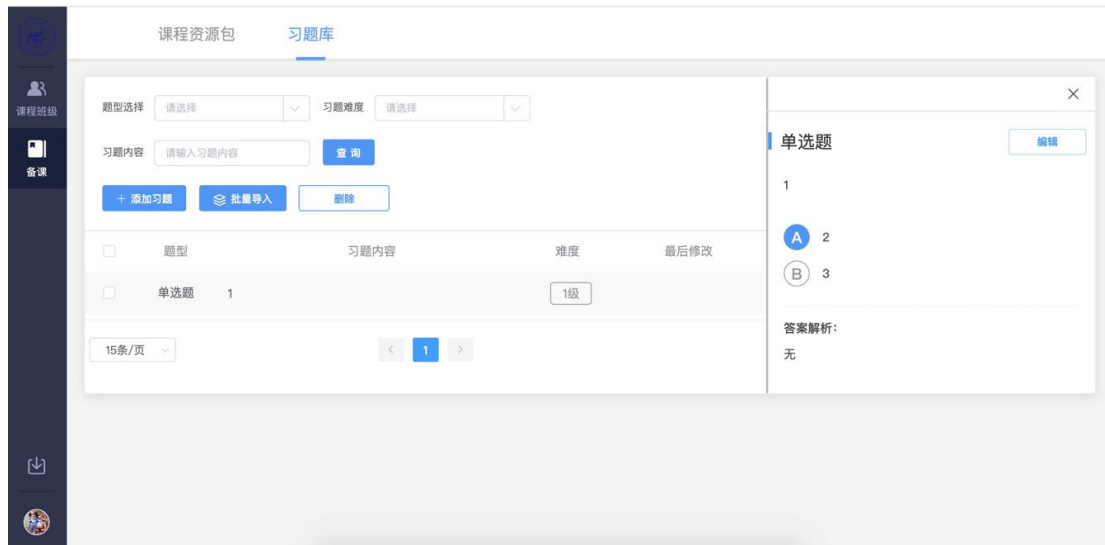 课程资源包 习题库
课程班级
备课
题型选择 请选择 习题难度 请选择
习题内容 请输入习题内容 查询
+ 添加习题 批量导入 删除
题型 习题内容 难度 最后修改
单选题 1 1级
15条/页 < 1 >
×
单选题 编辑
1
A 2
B 3
答案解析：
无